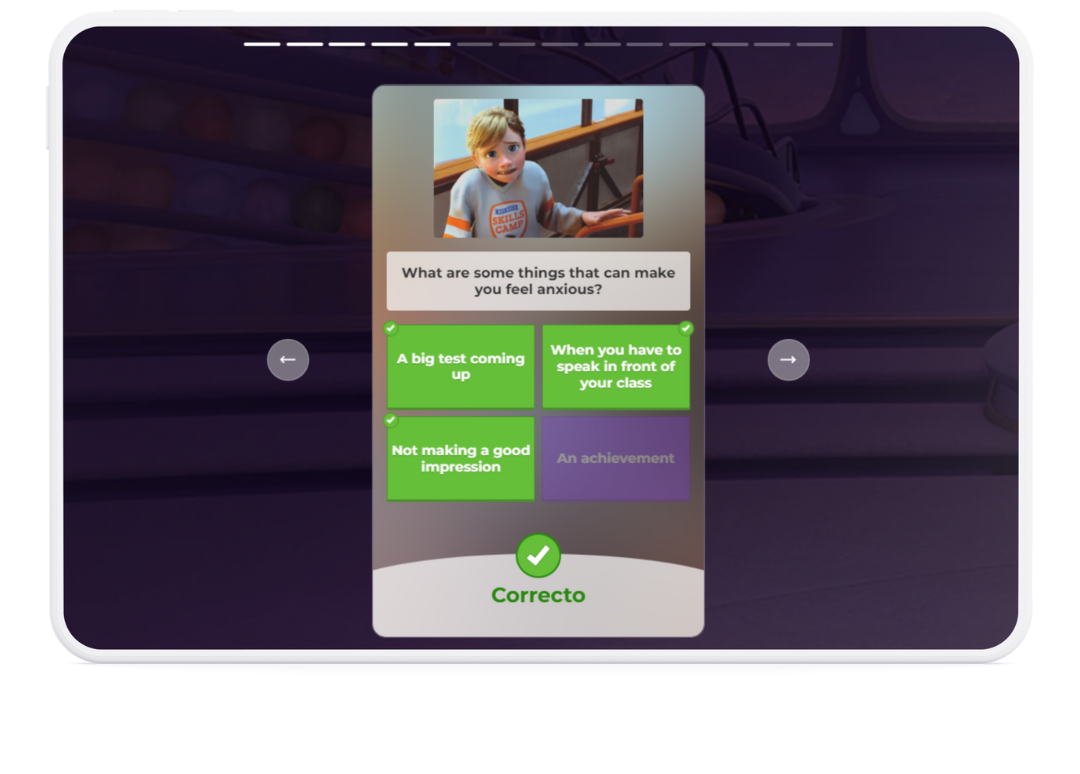 SKILLS
CAMP
What are some things that can make
you feel anxious?
A big test coming
up
When you have to
speak in front of
your class
Not making a good
impression
An achievement
Correcto